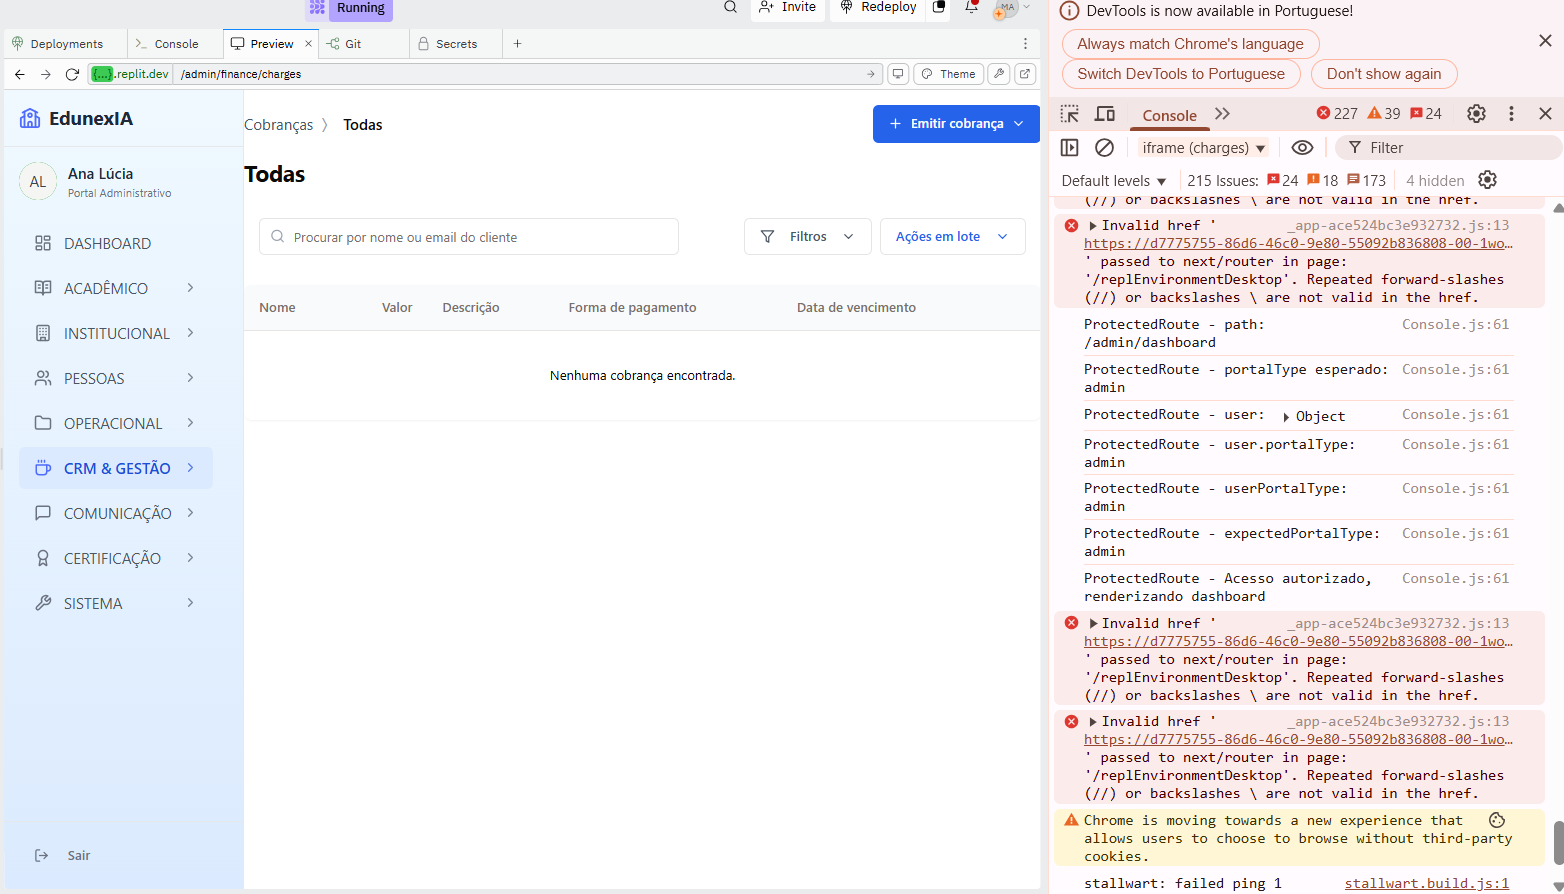 Running
Invite
Redeploy
MA
Deployments
Console
Preview
Git
Secrets
{...}.replit.dev
/admin/finance/charges
Theme
EdunexIA
AL
Ana Lúcia
Portal Administrativo
DASHBOARD
ACADÊMICO
INSTITUCIONAL
PESSOAS
OPERACIONAL
CRM & GESTÃO
COMUNICAÇÃO
CERTIFICAÇÃO
SISTEMA
Sair
Cobranças
Todas
Emitir cobrança
Todas
Procurar por nome ou email do cliente
Filtros
Ações em lote
Nome Valor Descrição Forma de pagamento Data de vencimento
Nenhuma cobrança encontrada.
DevTools is now available in Portuguese!
Always match Chrome's language
Switch DevTools to Portuguese
Don't show again
Console
227 39 24
iframe (charges)
Filter
Default levels
215 Issues: 24 18 173
4 hidden
(//) or backslashes \ are not valid in the href.
Invalid href ' _app-ace524bc3e932732.js:13
https://d7775755-86d6-46c0-9e80-55092b836808-00-1wo…
' passed to next/router in page:
'/replEnvironmentDesktop'. Repeated forward-slashes
(//) or backslashes \ are not valid in the href.
ProtectedRoute - path: Console.js:61
/admin/dashboard
ProtectedRoute - portalType esperado: Console.js:61
admin
ProtectedRoute - user: Object Console.js:61
ProtectedRoute - user.portalType: Console.js:61
admin
ProtectedRoute - userPortalType: Console.js:61
admin
ProtectedRoute - expectedPortalType: Console.js:61
admin
ProtectedRoute - Acesso autorizado, Console.js:61
renderizando dashboard
Invalid href ' _app-ace524bc3e932732.js:13
https://d7775755-86d6-46c0-9e80-55092b836808-00-1wo…
' passed to next/router in page:
'/replEnvironmentDesktop'. Repeated forward-slashes
(//) or backslashes \ are not valid in the href.
Invalid href ' _app-ace524bc3e932732.js:13
https://d7775755-86d6-46c0-9e80-55092b836808-00-1wo…
' passed to next/router in page:
'/replEnvironmentDesktop'. Repeated forward-slashes
(//) or backslashes \ are not valid in the href.
Chrome is moving towards a new experience that
allows users to choose to browse without third-party
cookies.
stallwart: failed ping 1 stallwart.build.js:1